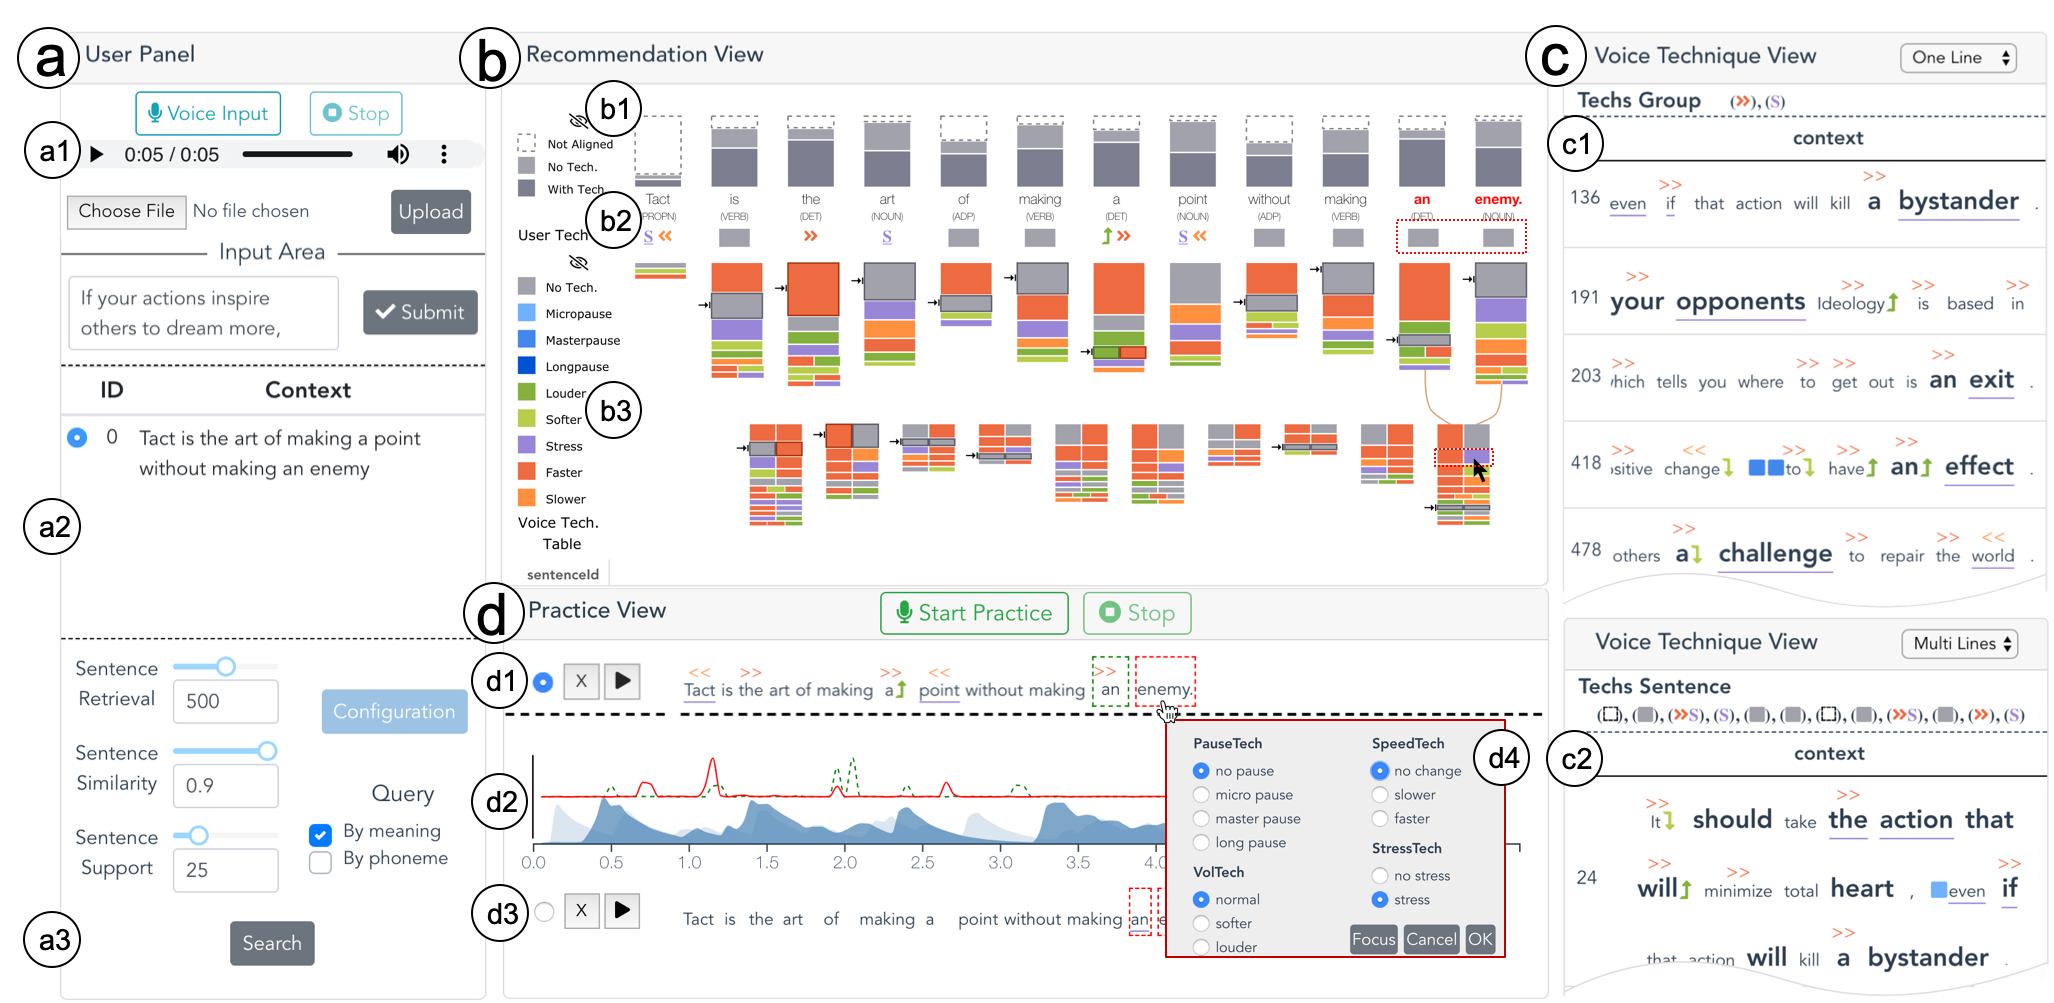 a User Panel
Voice Input
Stop
a1
0:05 / 0:05
Choose File No file chosen
Upload
Input Area
If your actions inspire
others to dream more,
Submit
ID Context
0 Tact is the art of making a point
without making an enemy
a2
Sentence
Retrieval
500
Configuration
Sentence
Similarity
0.9
Query
By meaning
By phoneme
Sentence
Support
25
a3
Search
b Recommendation View
b1
Not Aligned
No Tech.
With Tech
Tact is the art of making a point without making an enemy.
(VERB) (DET) (NOUN) (ADP) (VERB) (DET) (NOUN) (ADP) (VERB) (DET) (NOUN)
b2
User Tech
S << >> S >> S <<
No Tech.
Micropause
Masterpause
Longpause
Louder
b3
Softer
Stress
Faster
Slower
Voice Tech.
Table
sentenceId
d Practice View
Start Practice
Stop
d1
X
<< >> >> << >>
Tact is the art of making a point without making an enemy.
d2
0.0 0.5 1.0 1.5 2.0 2.5 3.0 3.5 4.0
d3
X
Tact is the art of making a point without making an e
d4
PauseTech
no pause
micro pause
master pause
long pause
VolTech
normal
softer
louder
SpeedTech
no change
slower
faster
StressTech
no stress
stress
Focus Cancel OK
c Voice Technique View
One Line
Techs Group (>>), (S)
c1
context
>> >>
136 even if that action will kill a bystander .
>> >> >>
191 your opponents Ideology is based in
>> >> >> >>
203 hich tells you where to get out is an exit .
>> << >> >> >>
418 sitive change to have an effect .
>> >> >> <<
478 others a challenge to repair the world .
Voice Technique View
Multi Lines
Techs Sentence
( ), ( ), (>>S), (S), ( ), ( ), ( ), ( ), (>>S), ( ), (>>), (S)
c2
context
>> >>
It should take the action that
>> >> >>
24 will minimize total heart , even if
>>
that action will kill a bystander .